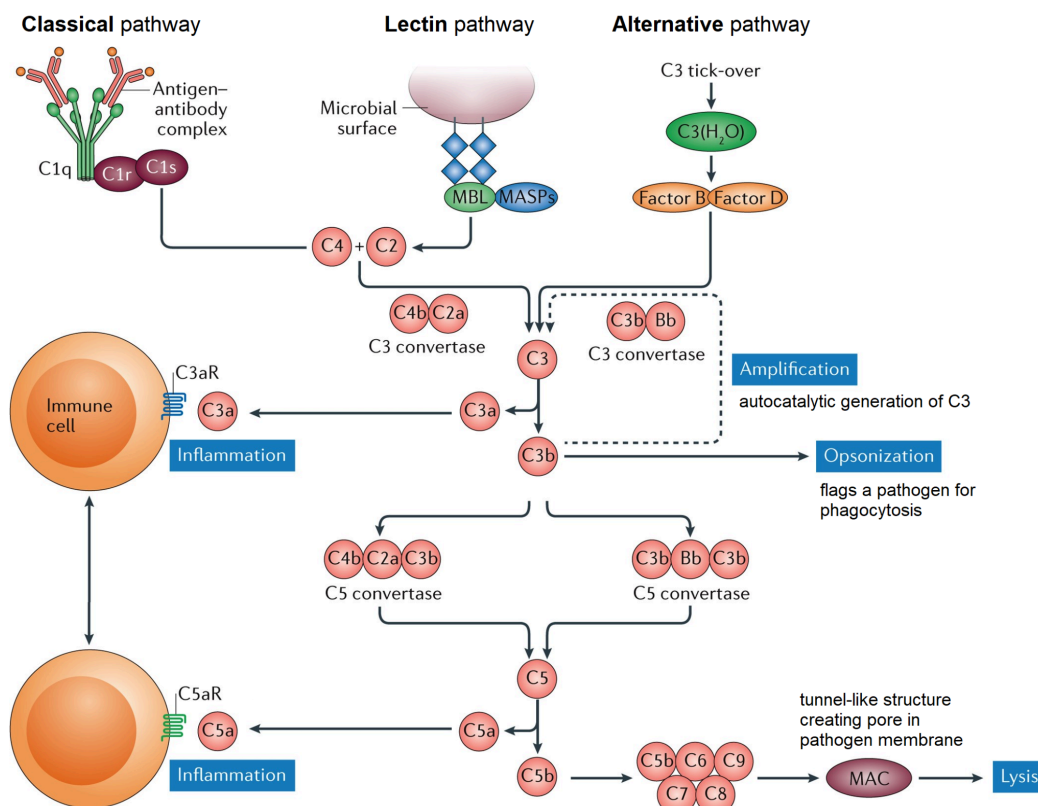 Classical pathway
Lectin pathway
Alternative pathway
Antigen–
antibody
complex
C1q
C1r
C1s
Microbial
surface
MBL
MASPs
C3 tick-over
C3(H₂O)
Factor B
Factor D
C4 + C2
C4b C2a
C3 convertase
C3b Bb
C3 convertase
C3
Amplification
autocatalytic generation of C3
C3aR
Immune
cell
C3a
C3a
Inflammation
C3b
Opsonization
flags a pathogen for
phagocytosis
C4b C2a C3b
C5 convertase
C3b Bb C3b
C5 convertase
C5
C5aR
C5a
C5a
Inflammation
C5b
C5b C6 C9
C7 C8
tunnel-like structure
creating pore in
pathogen membrane
MAC
Lysis